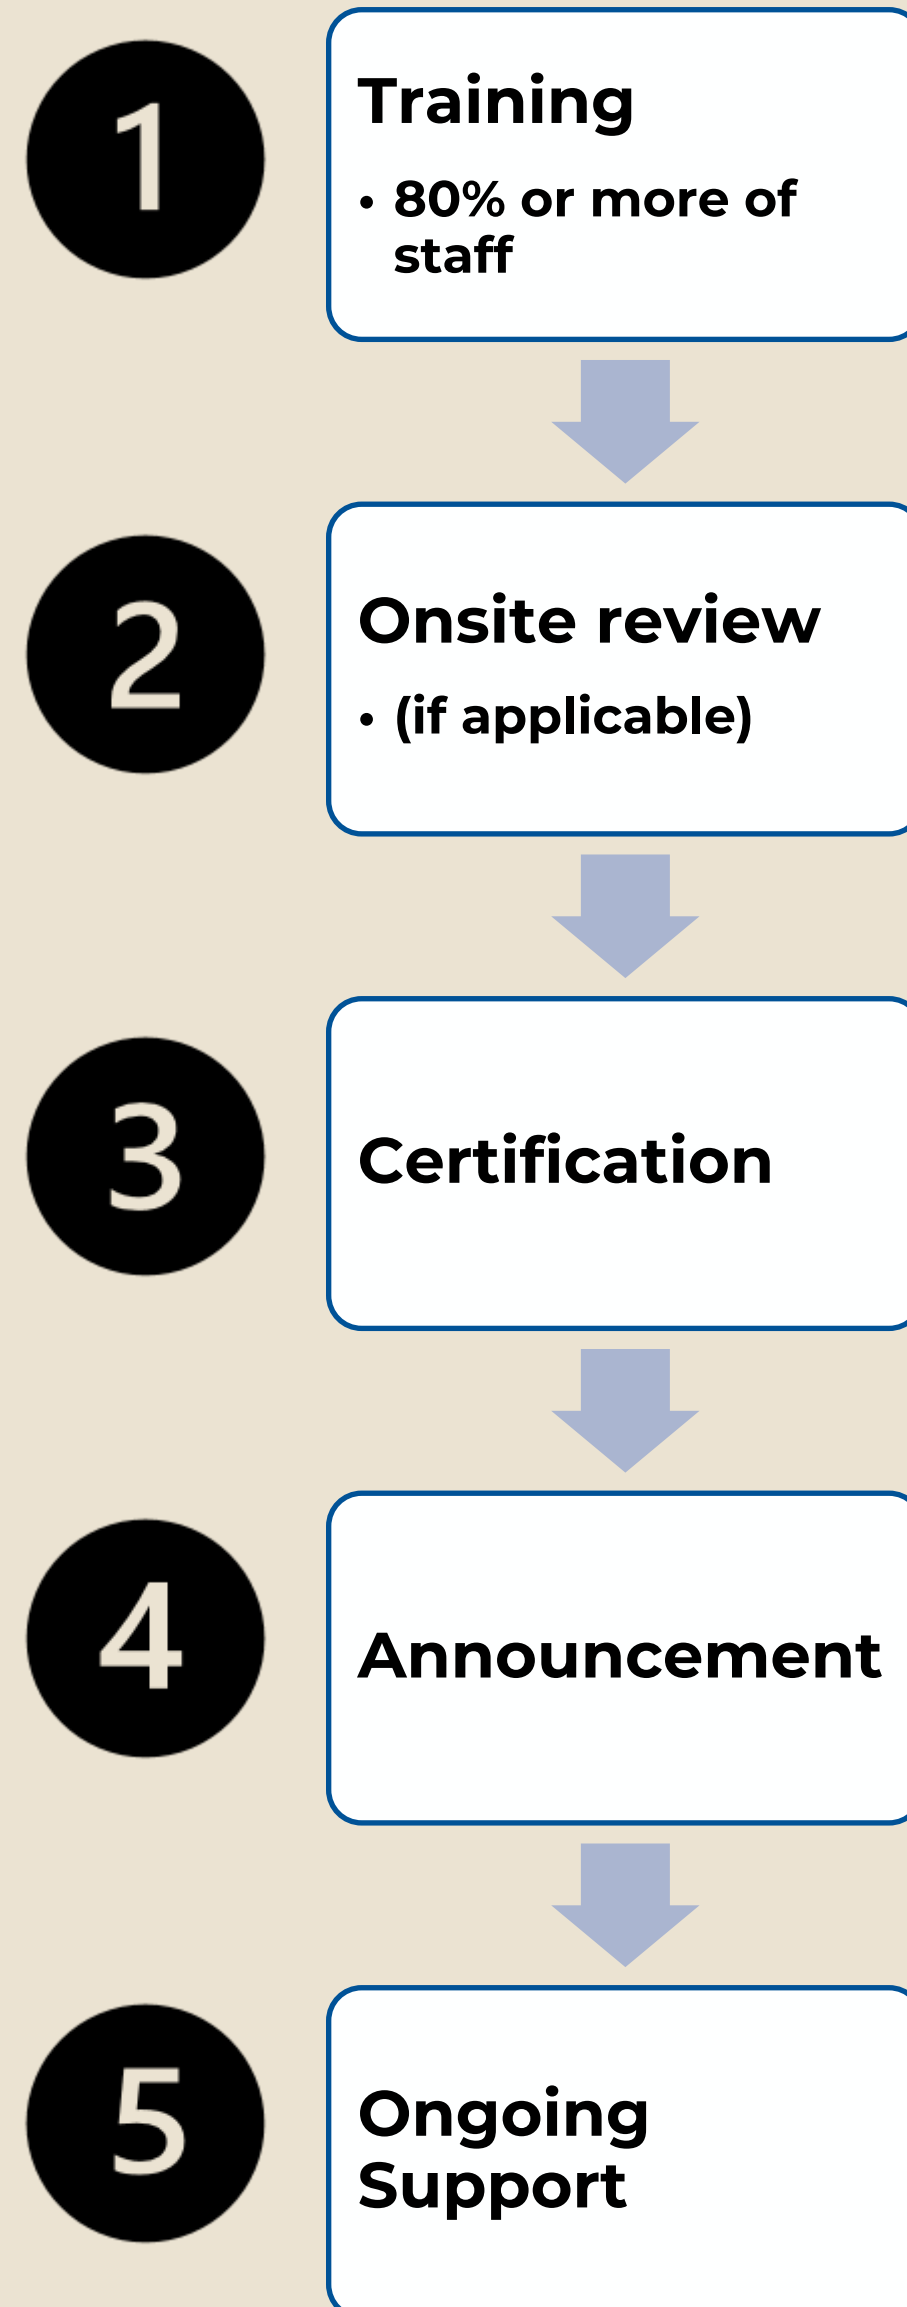 1
Training
• 80% or more of
staff
2
Onsite review
• (if applicable)
3
Certification
4
Announcement
5
Ongoing
Support